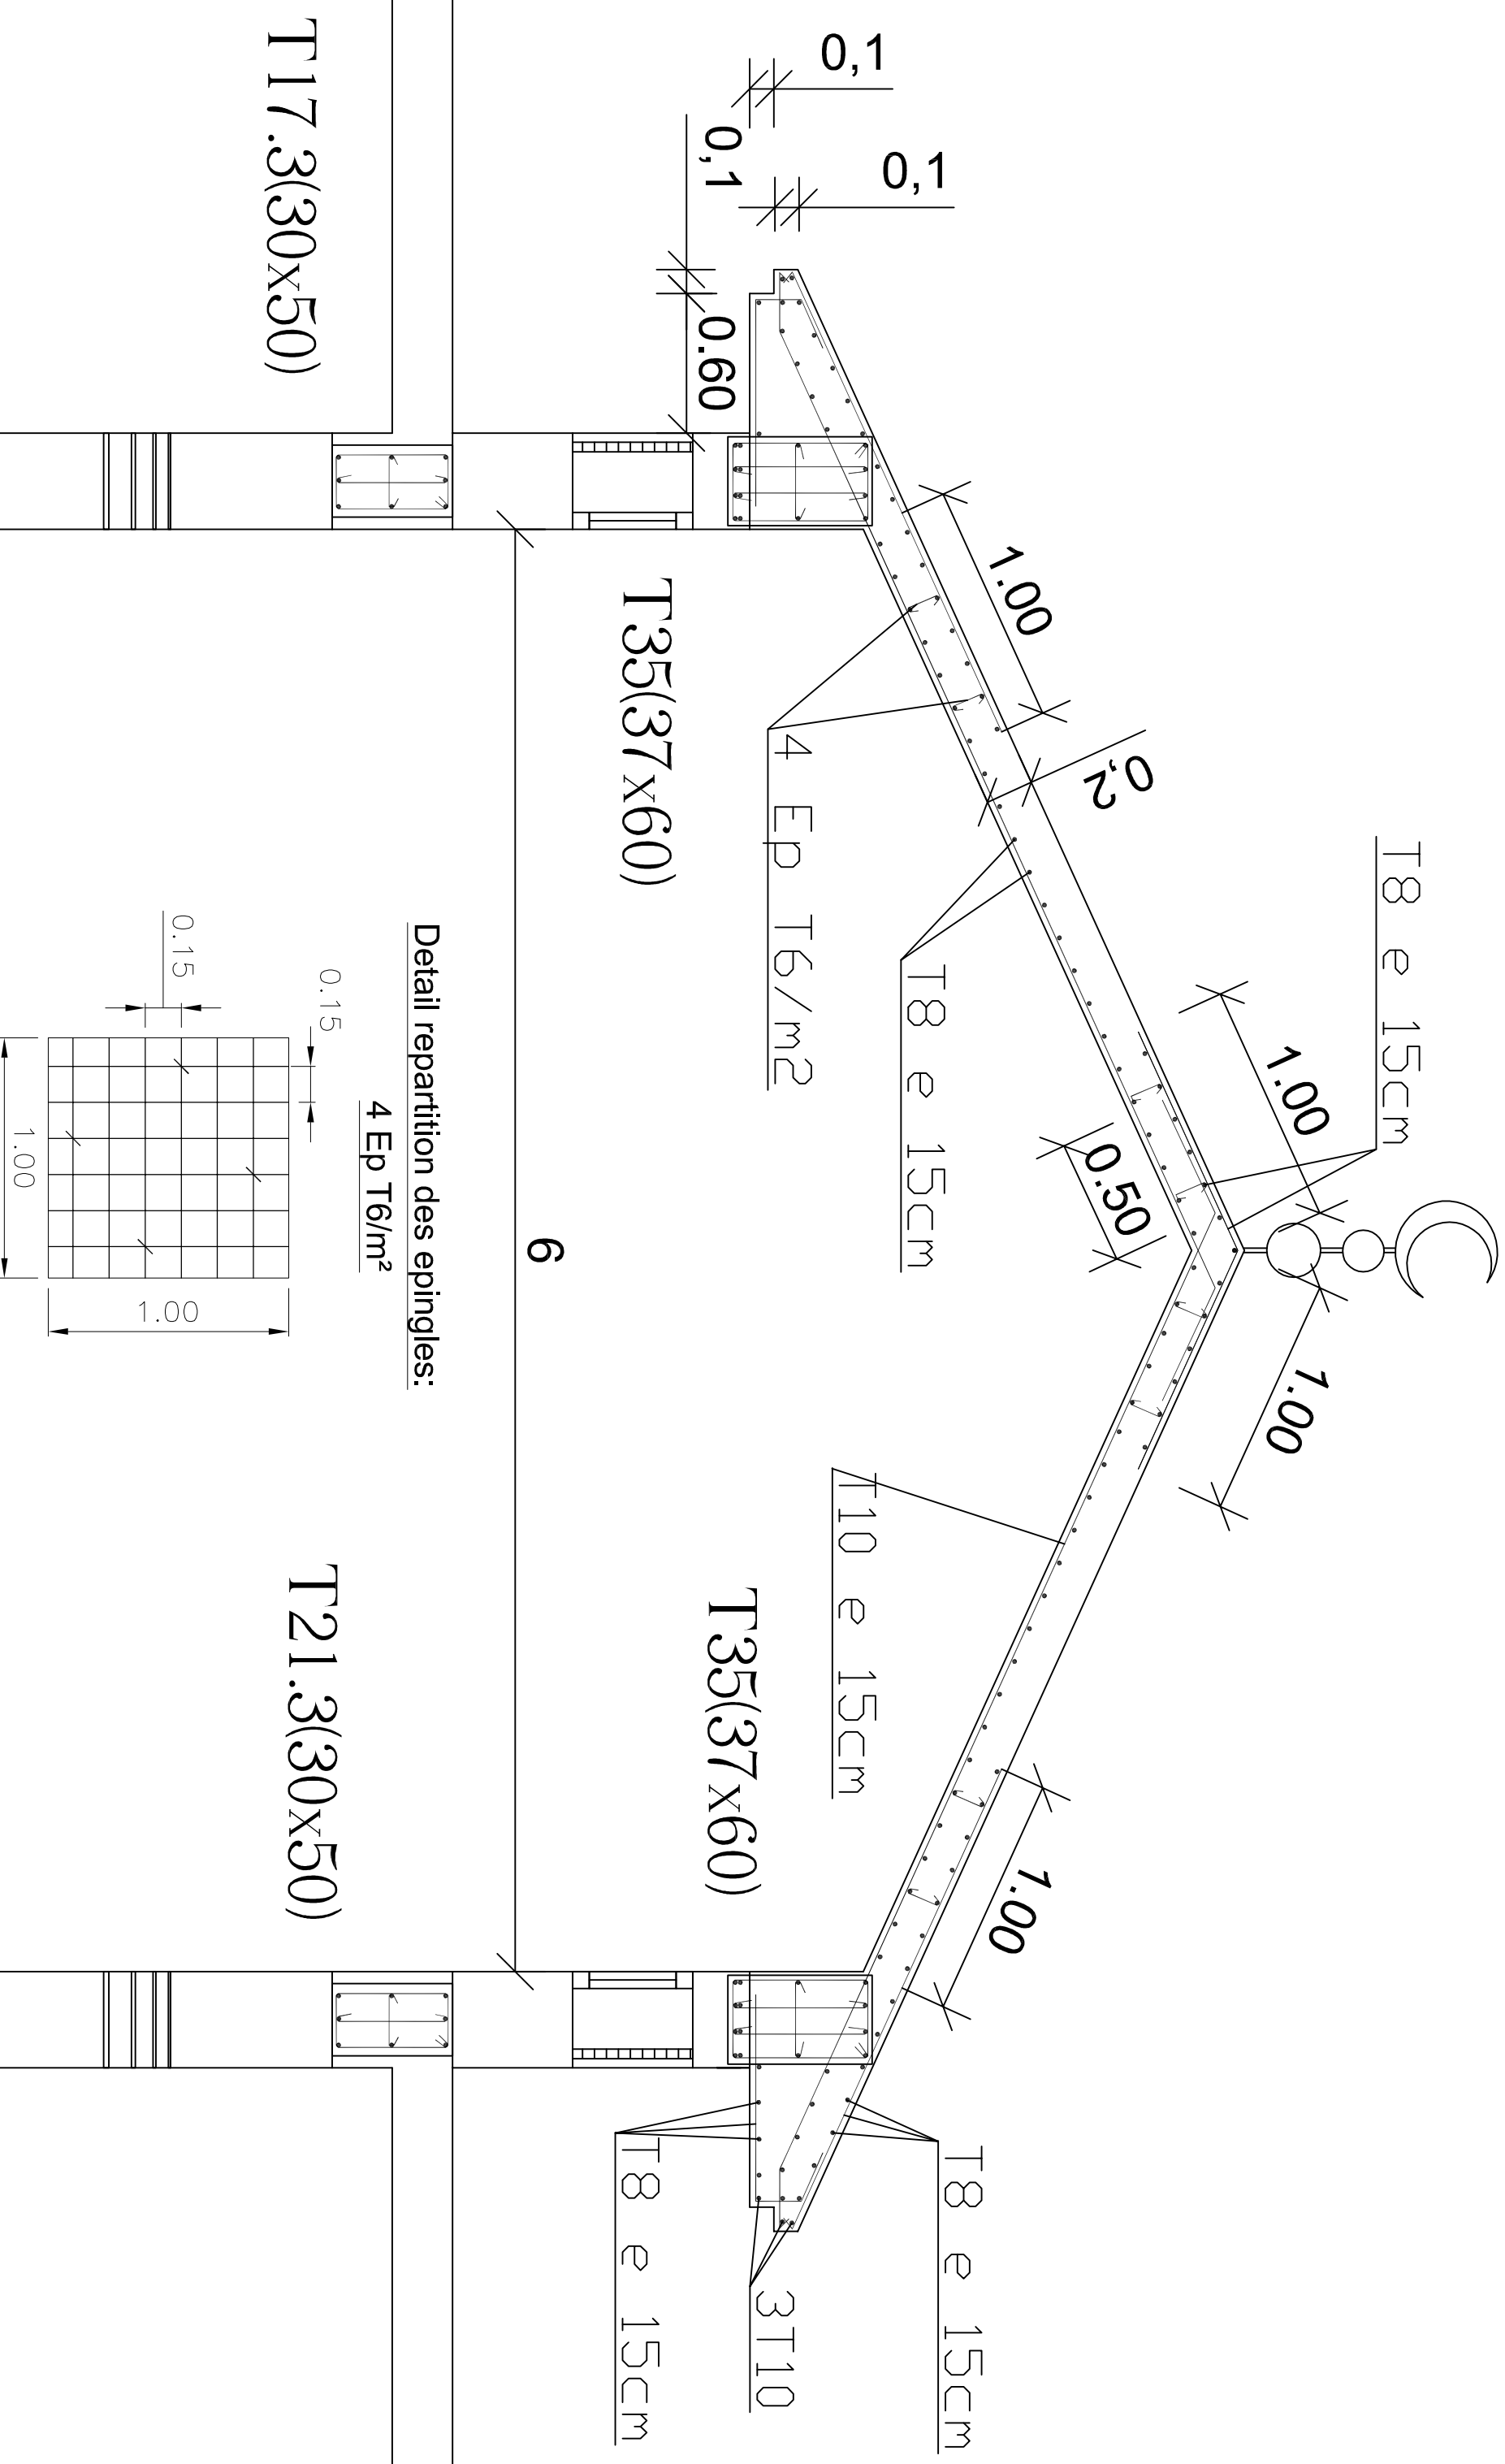 T8 e 15cm
1.00
1.00
0,2
0.50
1.00
1.00
T8 e 15cm
T8 e 15cm
0,1
T10 e 15cm
0,1
4 Ep T6/m2
3T10
T35(37x60))
0,1
0.60
T35(37x60))
T8 e 15cm
6
Detail repartition des epingles:
4 Ep T6/m²
0.15
T21.3(30x50))
T17.3(30x50)
0.15
1.00
1.00